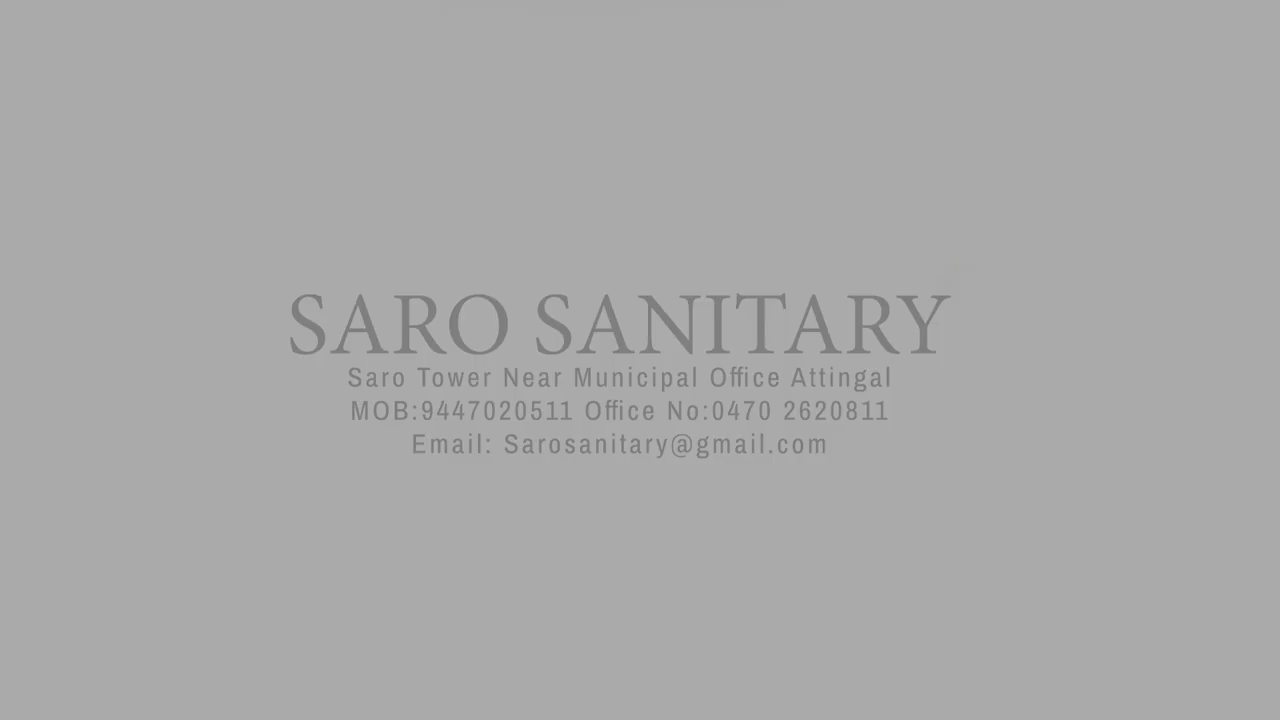 SARO SANITARY
Saro Tower Near Municipal Office Attingal
MOB:9447020511 Office No:0470 2620811
Email: Sarosanitary@gmail.com